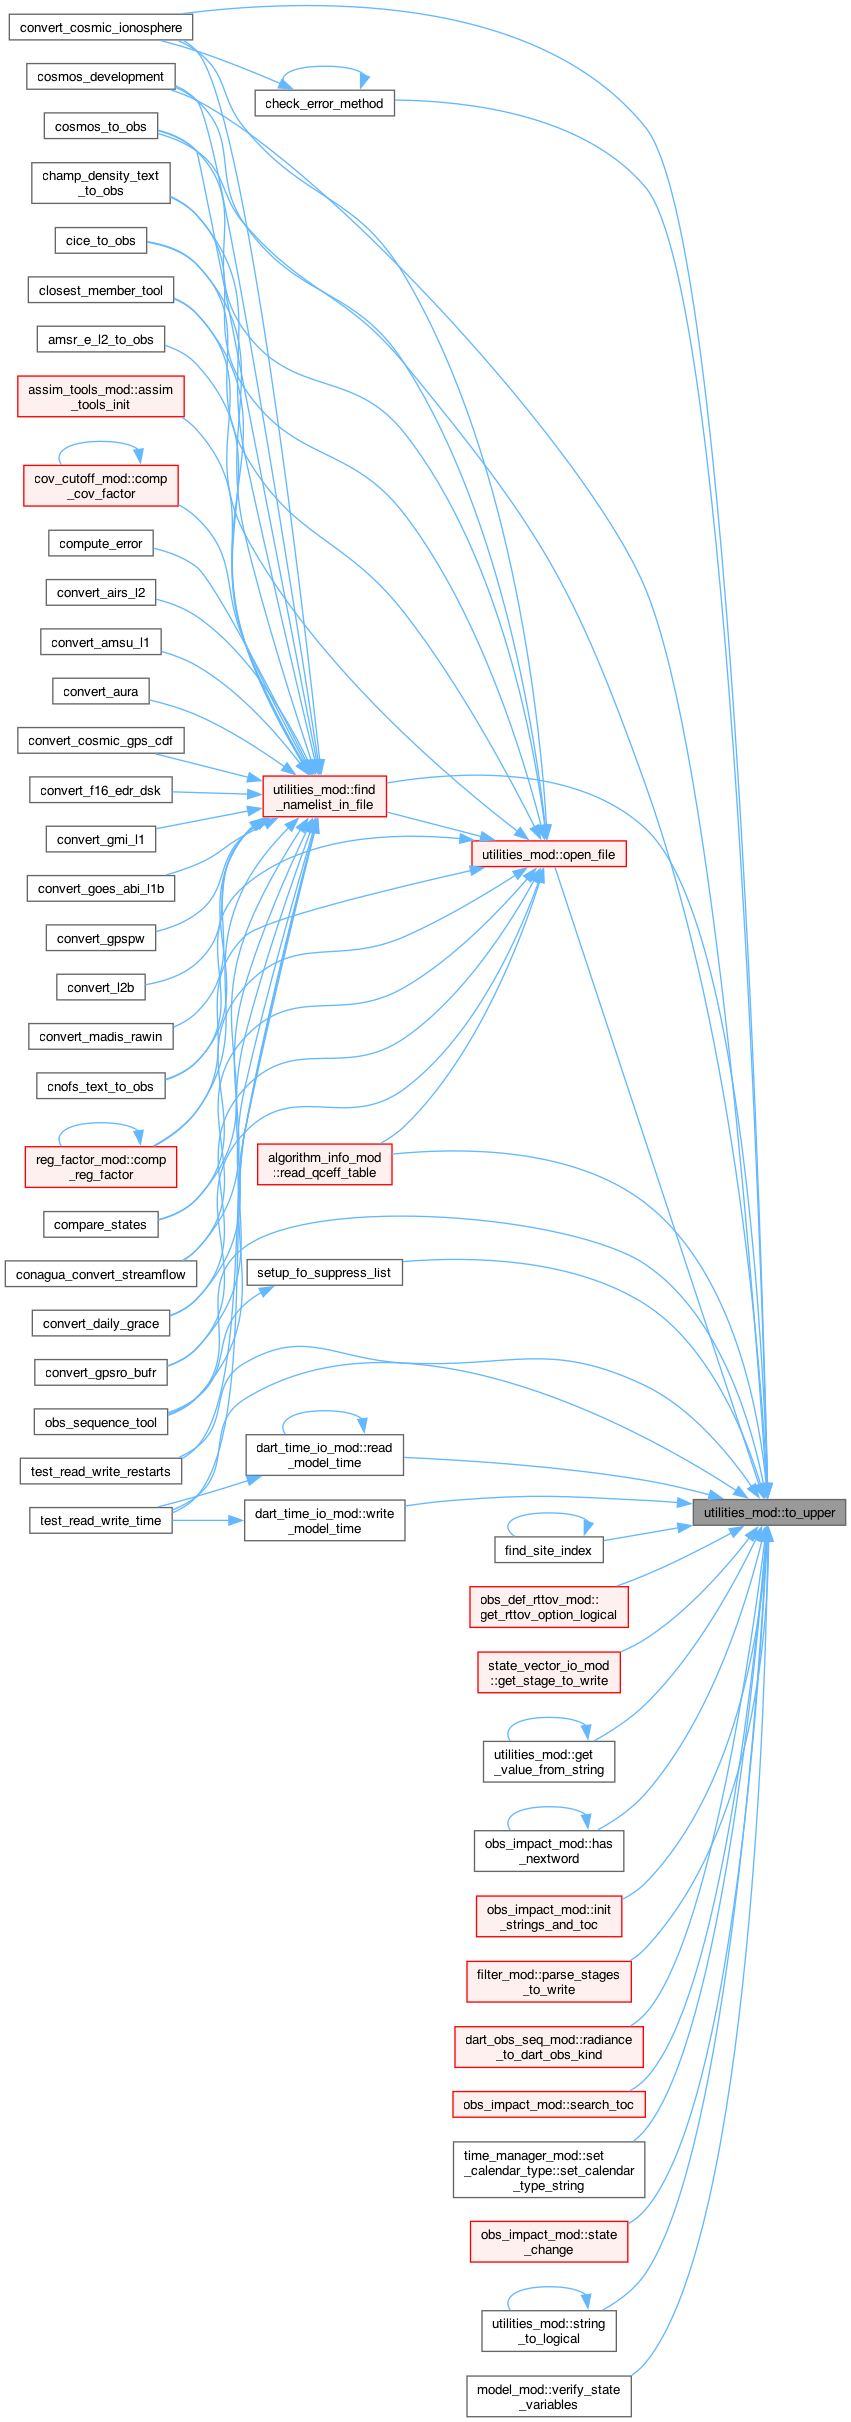 convert_cosmic_ionosphere
cosmos_development
check_error_method
cosmos_to_obs
champ_density_text
_to_obs
cice_to_obs
closest_member_tool
amsr_e_l2_to_obs
assim_tools_mod::assim
_tools_init
cov_cutoff_mod::comp
_cov_factor
compute_error
convert_airs_l2
convert_amsu_l1
convert_aura
convert_cosmic_gps_cdf
utilities_mod::find
_namelist_in_file
convert_f16_edr_dsk
convert_gmi_l1
utilities_mod::open_file
convert_goes_abi_l1b
convert_gpspw
convert_l2b
convert_madis_rawin
cnofs_text_to_obs
reg_factor_mod::comp
_reg_factor
algorithm_info_mod
::read_qceff_table
compare_states
conagua_convert_streamflow
setup_fo_suppress_list
convert_daily_grace
convert_gpsro_bufr
obs_sequence_tool
test_read_write_restarts
dart_time_io_mod::read
_model_time
test_read_write_time
dart_time_io_mod::write
_model_time
utilities_mod::to_upper
find_site_index
obs_def_rttov_mod::
get_rttov_option_logical
state_vector_io_mod
::get_stage_to_write
utilities_mod::get
_value_from_string
obs_impact_mod::has
_nextword
obs_impact_mod::init
_strings_and_toc
filter_mod::parse_stages
_to_write
dart_obs_seq_mod::radiance
_to_dart_obs_kind
obs_impact_mod::search_toc
time_manager_mod::set
_calendar_type::set_calendar
_type_string
obs_impact_mod::state
_change
utilities_mod::string
_to_logical
model_mod::verify_state
_variables